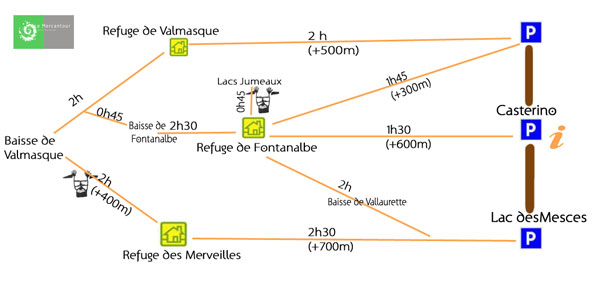 Le Mercantour
Refuge de Valmasque
2 h
(+500m)
P
Lacs Jumeaux
1h45
(+300m)
2h
0h45
0h45
Casterino
Baisse de
Fontanalbe
2h30
Baisse de
Valmasque
Refuge de Fontanalbe
1h30
(+600m)
P
i
2h
(+400m)
2h
Baisse de Vallaurette
Lac desMesces
Refuge des Merveilles
2h30
(+700m)
P